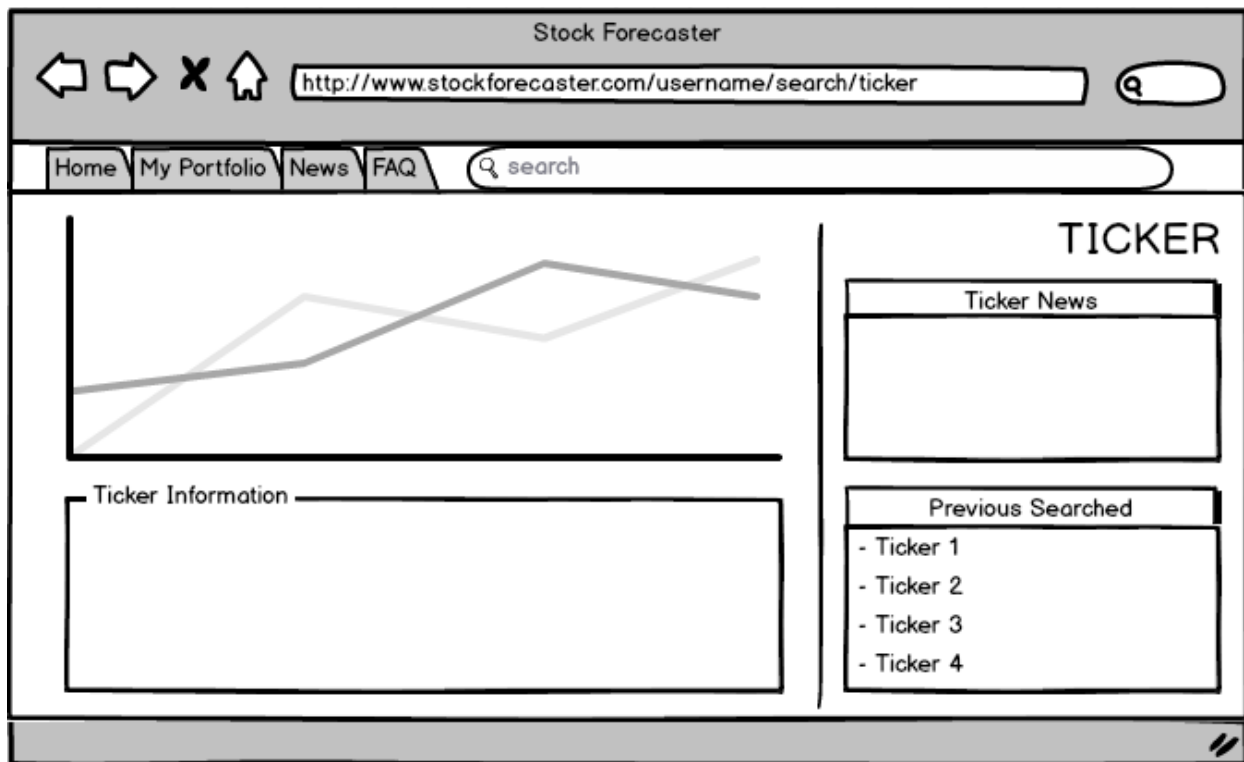 Stock Forecaster
http://www.stockforecaster.com/username/search/ticker
Home My Portfolio News FAQ search
TICKER
Ticker News
Ticker Information
Previous Searched
- Ticker 1
- Ticker 2
- Ticker 3
- Ticker 4